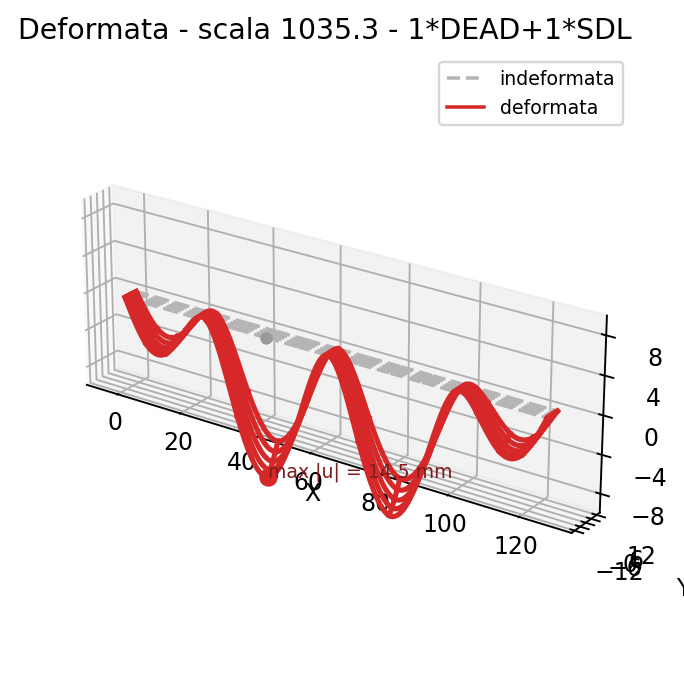 Deformata - scala 1035.3 - 1*DEAD+1*SDL
indeformata
deformata
8
4
0
−4
−8
0
20
40
60
80
100
120
max |u| = 14.5 mm
X
12
−12
Y